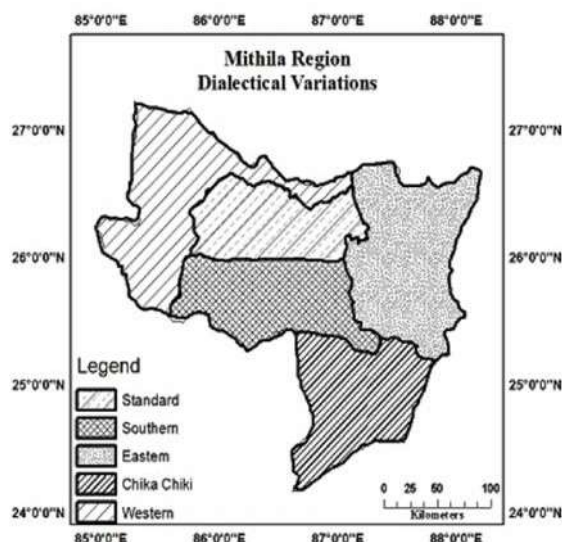 85°0'0"E 86°0'0"E 87°0'0"E 88°0'0"E
Mithila Region
Dialectical Variations
27°0'0"N 27°0'0"N
26°0'0"N 26°0'0"N
25°0'0"N 25°0'0"N
24°0'0"N 24°0'0"N
Legend
Standard
Southern
Eastern
Chika Chiki
Western
0 25 50 100
Kilometers
85°0'0"E 86°0'0"E 87°0'0"E 88°0'0"E